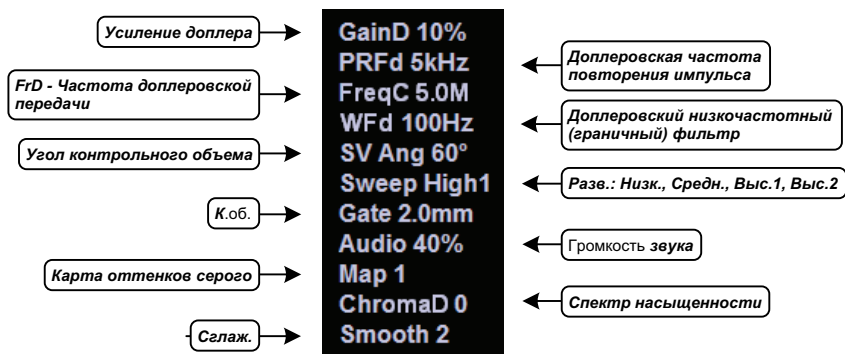 Усиление доплера
GainD 10%
PRFd 5kHz
Доплеровская частота
повторения импульса
FrD - Частота доплеровской
передачи
FreqC 5.0M
WFd 100Hz
Доплеровский низкочастотный
(граничный) фильтр
Угол контрольного объема
SV Ang 60°
Sweep High1
Разв.: Низк., Средн., Выс.1, Выс.2
К.об.
Gate 2.0mm
Audio 40%
Громкость звука
Карта оттенков серого
Map 1
ChromaD 0
Спектр насыщенности
Сглаж.
Smooth 2